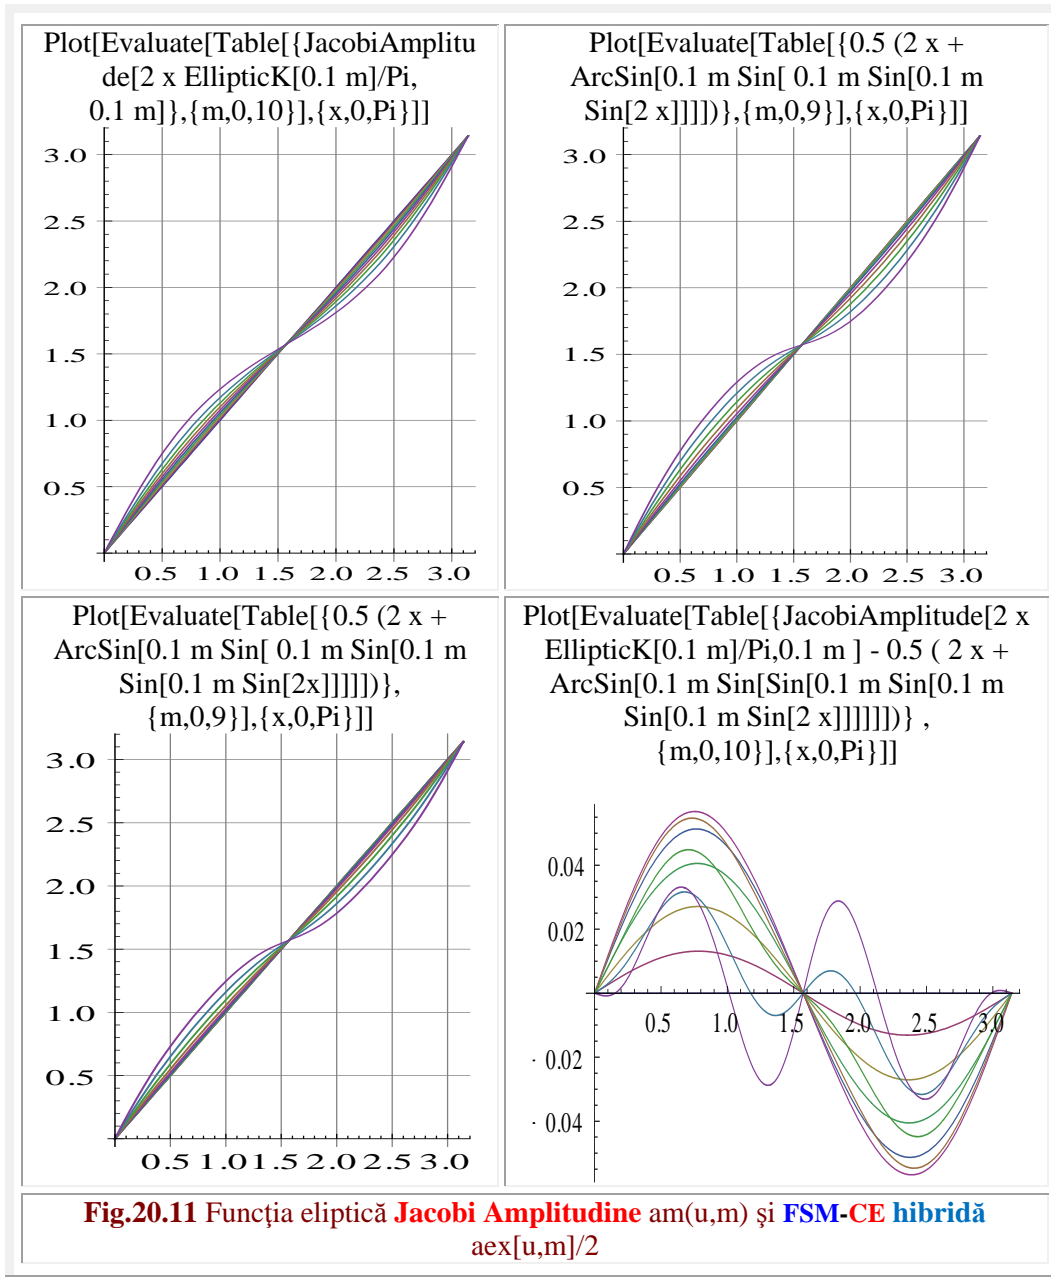 Plot[Evaluate[Table[{JacobiAmplitu
de[2 x EllipticK[0.1 m]/Pi,
0.1 m]},{m,0,10}],{x,0,Pi}]]
3.0
2.5
2.0
1.5
1.0
0.5
0.5 1.0 1.5 2.0 2.5 3.0
Plot[Evaluate[Table[{0.5 (2 x +
ArcSin[0.1 m Sin[ 0.1 m Sin[0.1 m
Sin[2 x]]]])},{m,0,9}],{x,0,Pi}]]
3.0
2.5
2.0
1.5
1.0
0.5
0.5 1.0 1.5 2.0 2.5 3.0
Plot[Evaluate[Table[{0.5 (2 x +
ArcSin[0.1 m Sin[ 0.1 m Sin[0.1 m
Sin[0.1 m Sin[2x]]]]])},
{m,0,9}],{x,0,Pi}]]
3.0
2.5
2.0
1.5
1.0
0.5
0.5 1.0 1.5 2.0 2.5 3.0
Plot[Evaluate[Table[{JacobiAmplitude[2 x
EllipticK[0.1 m]/Pi,0.1 m ] - 0.5 ( 2 x +
ArcSin[0.1 m Sin[Sin[0.1 m Sin[0.1 m
Sin[0.1 m Sin[2 x]]]]]])} ,
{m,0,10}],{x,0,Pi}]]
0.04
0.02
0.5 1.0 1.5 2.0 2.5 3.0
- 0.02
- 0.04
Fig.20.11 Funcţia eliptică Jacobi Amplitudine am(u,m) şi FSM-CE hibridă
aex[u,m]/2